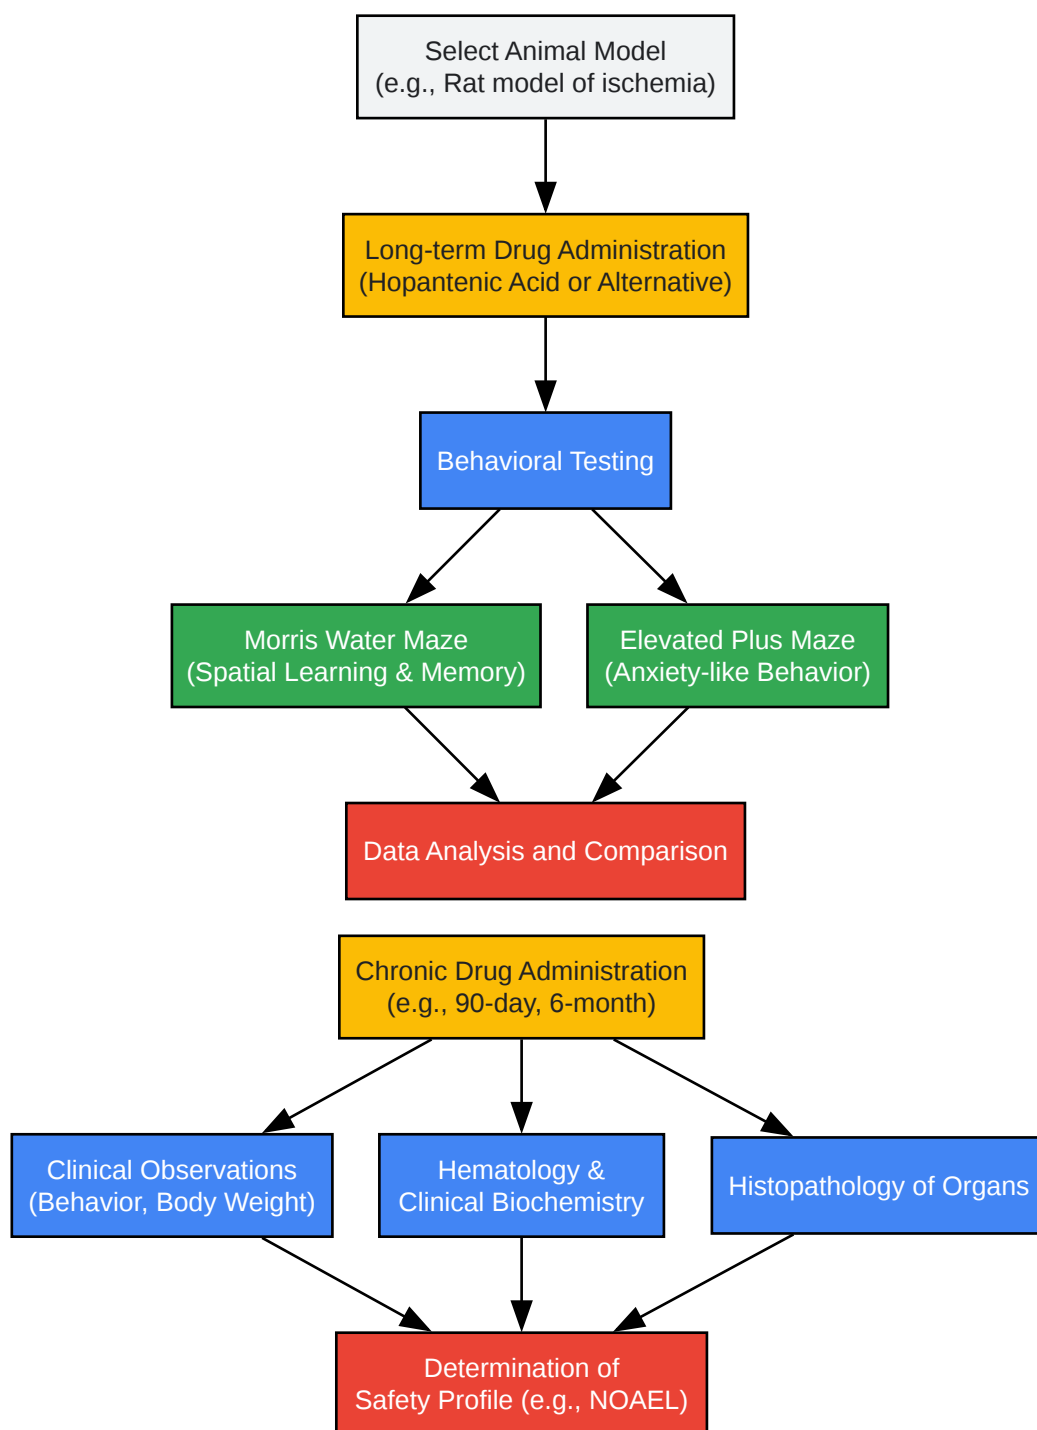 Select Animal Model
(e.g., Rat model of ischemia)
Long-term Drug Administration
(Hopantenic Acid or Alternative)
Behavioral Testing
Morris Water Maze
(Spatial Learning & Memory)
Elevated Plus Maze
(Anxiety-like Behavior)
Data Analysis and Comparison
Chronic Drug Administration
(e.g., 90-day, 6-month)
Clinical Observations
(Behavior, Body Weight)
Hematology &
Clinical Biochemistry
Histopathology of Organs
Determination of
Safety Profile (e.g., NOAEL)